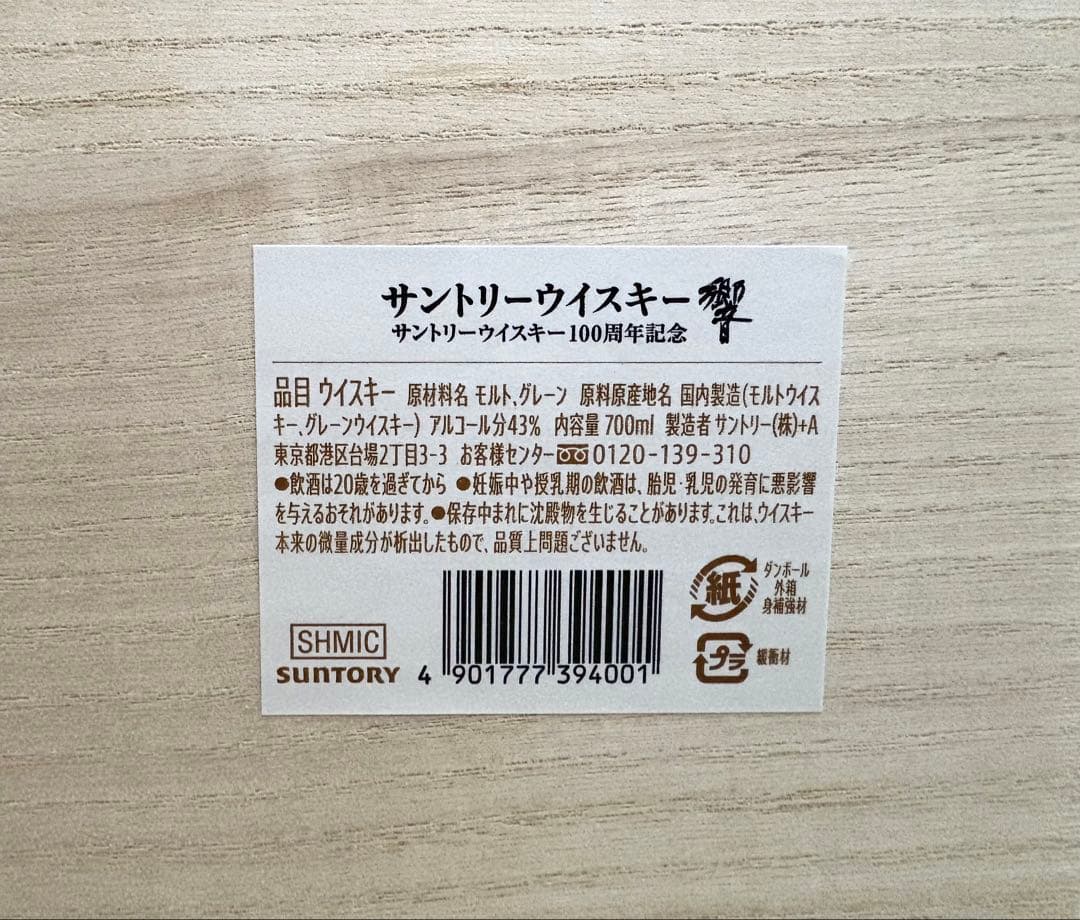 サントリーウイスキー響
サントリーウイスキー100周年記念
品目 ウイスキー 原材料名 モルト、グレーン 原料原産地名 国内製造(モルトウイス
キー、グレーンウイスキー) アルコール分43% 内容量 700ml 製造者 サントリー(株)+A
東京都港区台場2丁目3-3 お客様センター 0120-139-310
●飲酒は20歳を過ぎてから ●妊娠中や授乳期の飲酒は、胎児・乳児の発育に悪影響
を与えるおそれがあります。●保存中まれに沈殿物を生じることがあります。これは、ウイスキー
本来の微量成分が析出したもので、品質上問題ございません。
紙
ダンボール
外箱
身補強材
SHMIC
SUNTORY
4 901777 394001
プラ
緩衝材